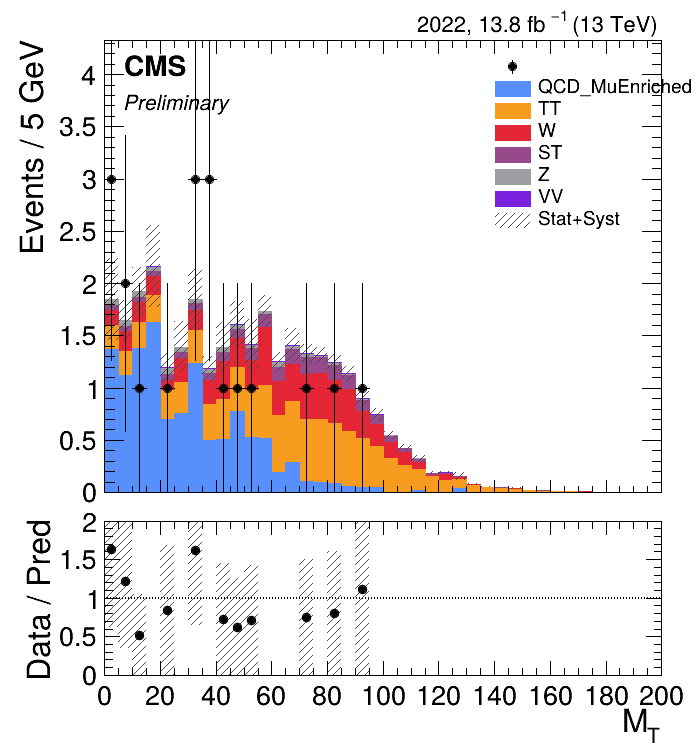 2022, 13.8 fb⁻¹ (13 TeV)
Events / 5 GeV
CMS
Preliminary
QCD_MuEnriched
TT
W
ST
Z
VV
Stat+Syst
4
3.5
3
2.5
2
1.5
1
0.5
0
Data / Pred
2
1.5
1
0.5
0
0 20 40 60 80 100 120 140 160 180 200
M_T